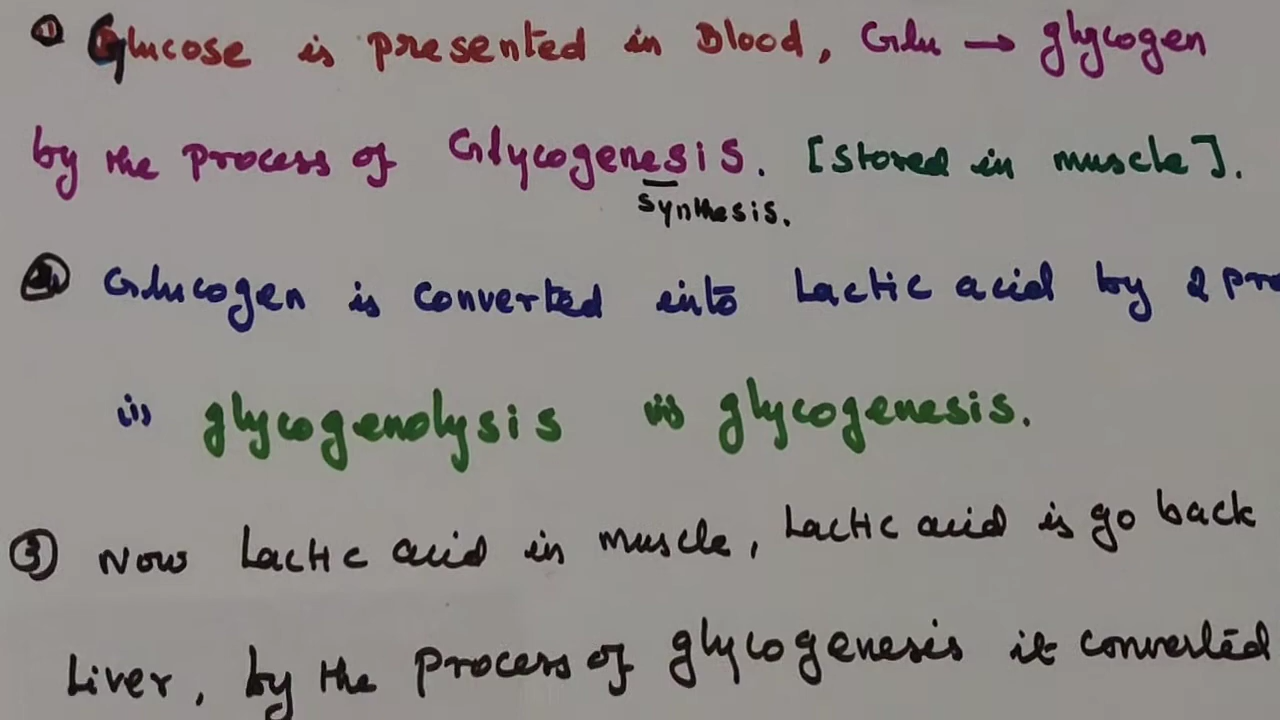 ① Glucose is presented in Blood, Glu → glycogen
by the process of Glycogenesis. [Stored in muscle].
Synthesis.
② Glucogen is converted into Lactic acid by 2 pro
(i) glycogenolysis (ii) glycogenesis.
③ Now Lactic acid in muscle, Lactic acid is go back
Liver, by the process of glycogenesis it converted